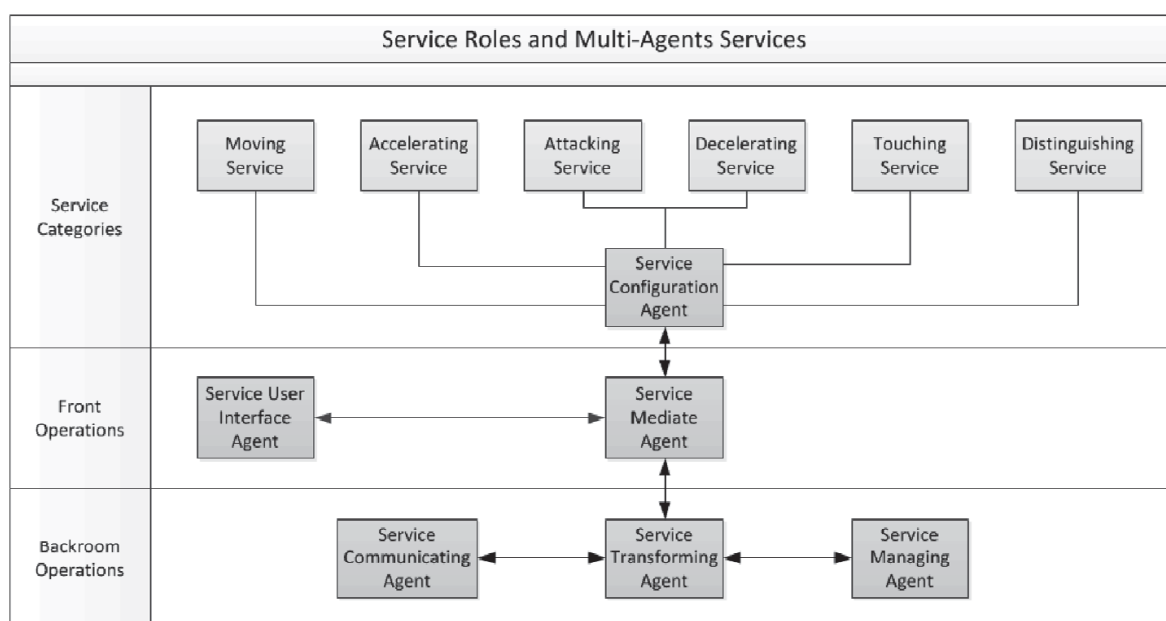 Service Roles and Multi-Agents Services
Service
Categories
Moving
Service
Accelerating
Service
Attacking
Service
Decelerating
Service
Touching
Service
Distinguishing
Service
Service
Configuration
Agent
Front
Operations
Service User
Interface
Agent
Service
Mediate
Agent
Backroom
Operations
Service
Communicating
Agent
Service
Transforming
Agent
Service
Managing
Agent